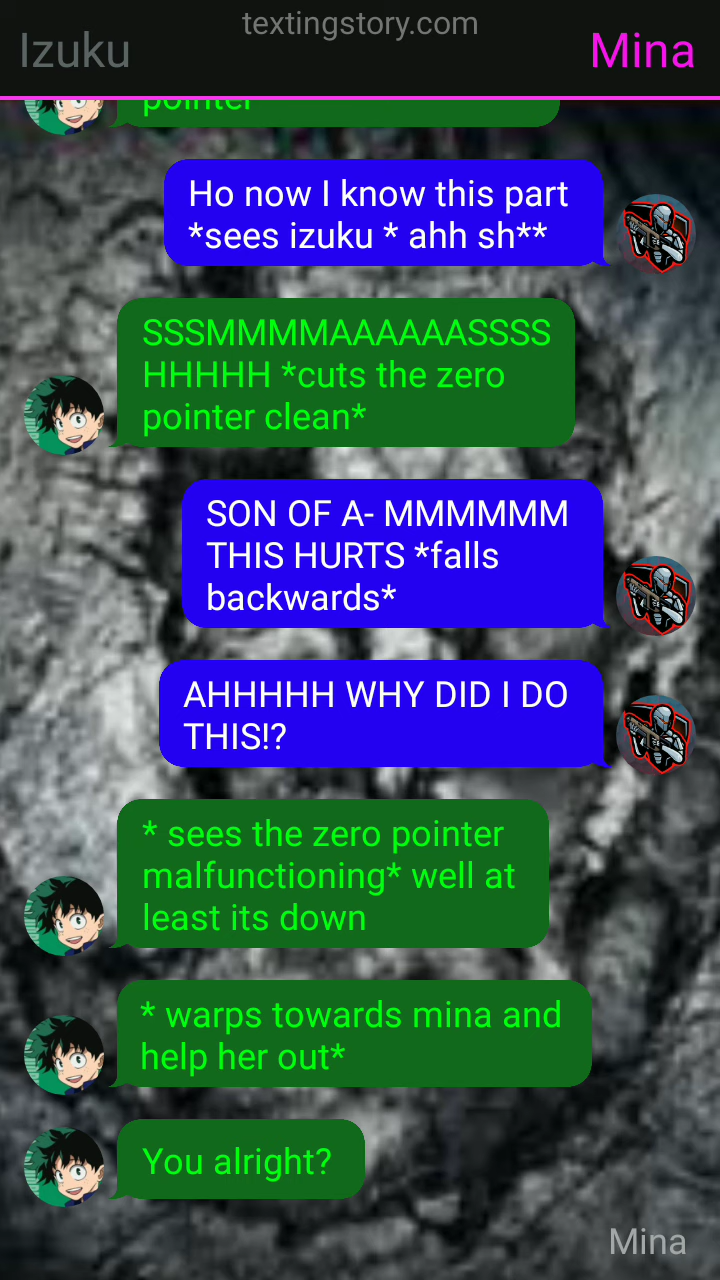 textingstory.com
Izuku
Mina
pointer
Ho now I know this part
*sees izuku * ahh sh**
SSSMMMMAAAAAASSSS
HHHHH *cuts the zero
pointer clean*
SON OF A- MMMMMM
THIS HURTS *falls
backwards*
AHHHHH WHY DID I DO
THIS!?
* sees the zero pointer
malfunctioning* well at
least its down
* warps towards mina and
help her out*
You alright?
Mina